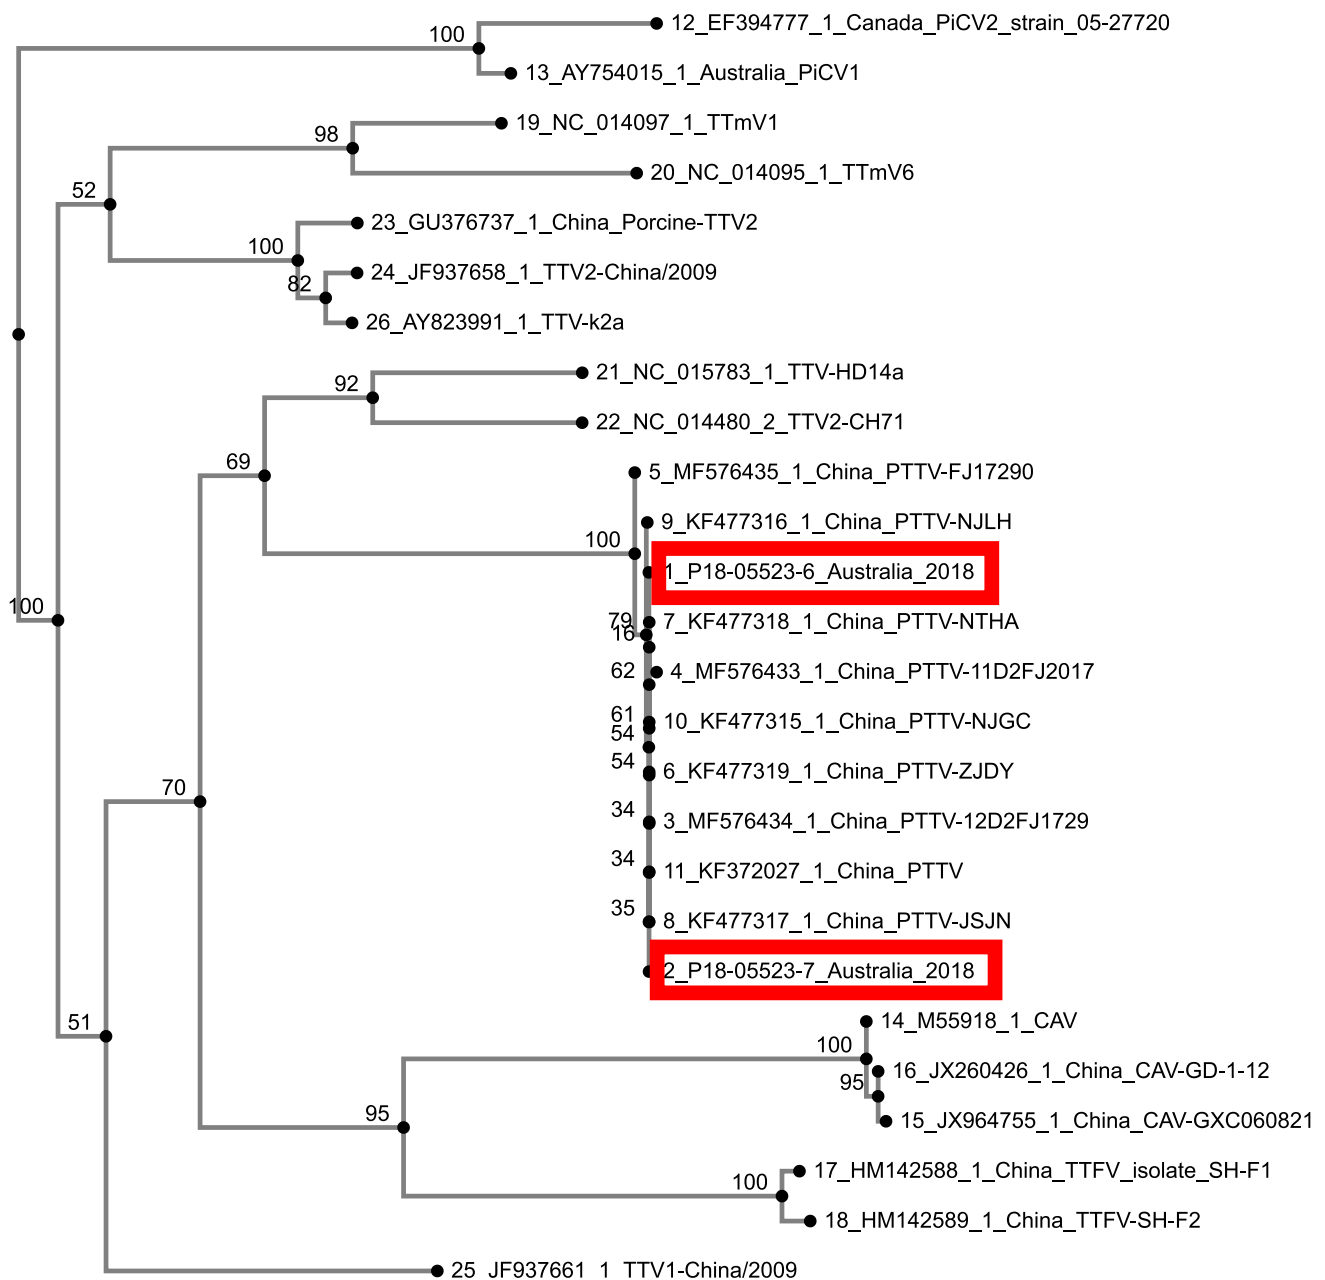 12_EF394777_1_Canada_PiCV2_strain_05-27720
100
13_AY754015_1_Australia_PiCV1
19_NC_014097_1_TTmV1
98
20_NC_014095_1_TTmV6
52
23_GU376737_1_China_Porcine-TTV2
100
24_JF937658_1_TTV2-China/2009
82
26_AY823991_1_TTV-k2a
21_NC_015783_1_TTV-HD14a
92
22_NC_014480_2_TTV2-CH71
69
5_MF576435_1_China_PTTV-FJ17290
9_KF477316_1_China_PTTV-NJLH
100
1_P18-05523-6_Australia_2018
100
79
7_KF477318_1_China_PTTV-NTHA
16
62
4_MF576433_1_China_PTTV-11D2FJ2017
61
10_KF477315_1_China_PTTV-NJGC
54
54
6_KF477319_1_China_PTTV-ZJDY
70
34
3_MF576434_1_China_PTTV-12D2FJ1729
34
11_KF372027_1_China_PTTV
35
8_KF477317_1_China_PTTV-JSJN
2_P18-05523-7_Australia_2018
51
14_M55918_1_CAV
100
16_JX260426_1_China_CAV-GD-1-12
95
95
15_JX964755_1_China_CAV-GXC060821
17_HM142588_1_China_TTFV_isolate_SH-F1
100
18_HM142589_1_China_TTFV-SH-F2
25_JF937661_1_TTV1-China/2009